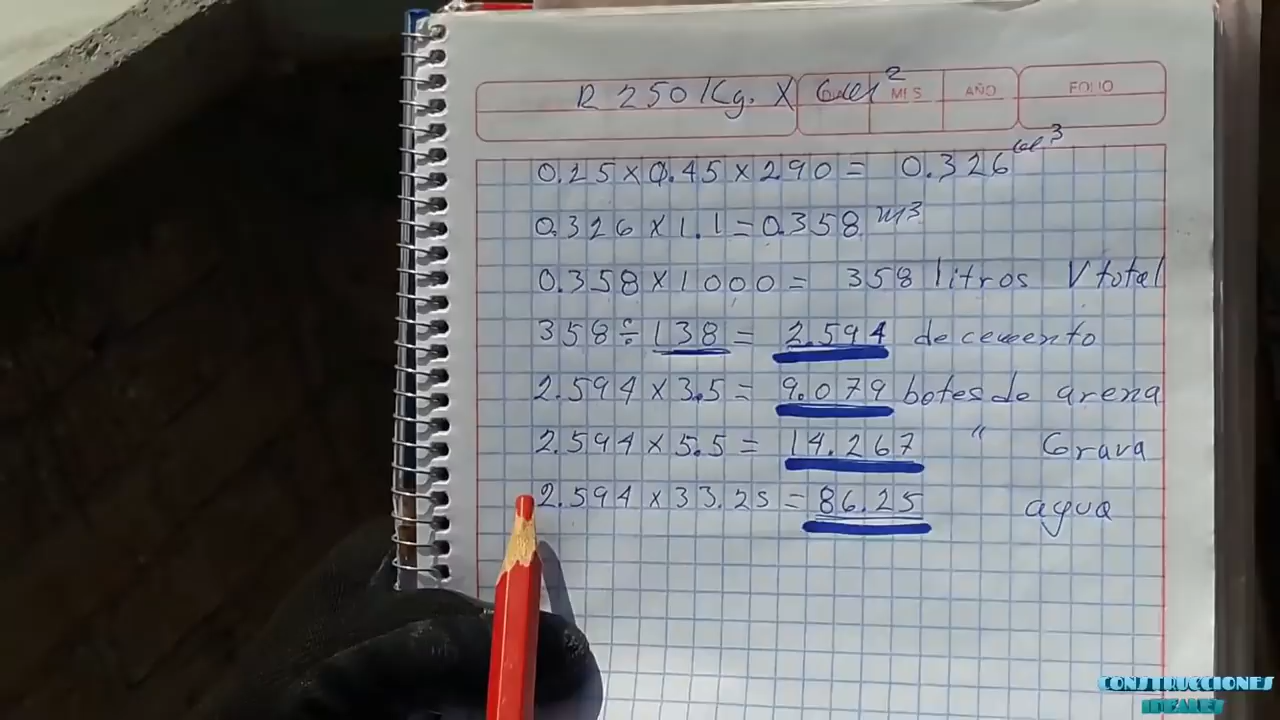 R 250 Kg. X cm²
MES AÑO FOLIO
0.25 x 0.45 x 2.90 = 0.326 m³
0.326 x 1.1 = 0.358 m³
0.358 x 1000 = 358 litros V total
358 ÷ 138 = 2.594 de cemento
2.594 x 3.5 = 9.079 botes de arena
2.594 x 5.5 = 14.267 " Grava
2.594 x 33.25 = 86.25 agua
CONSTRUCCIONES
IDEALES